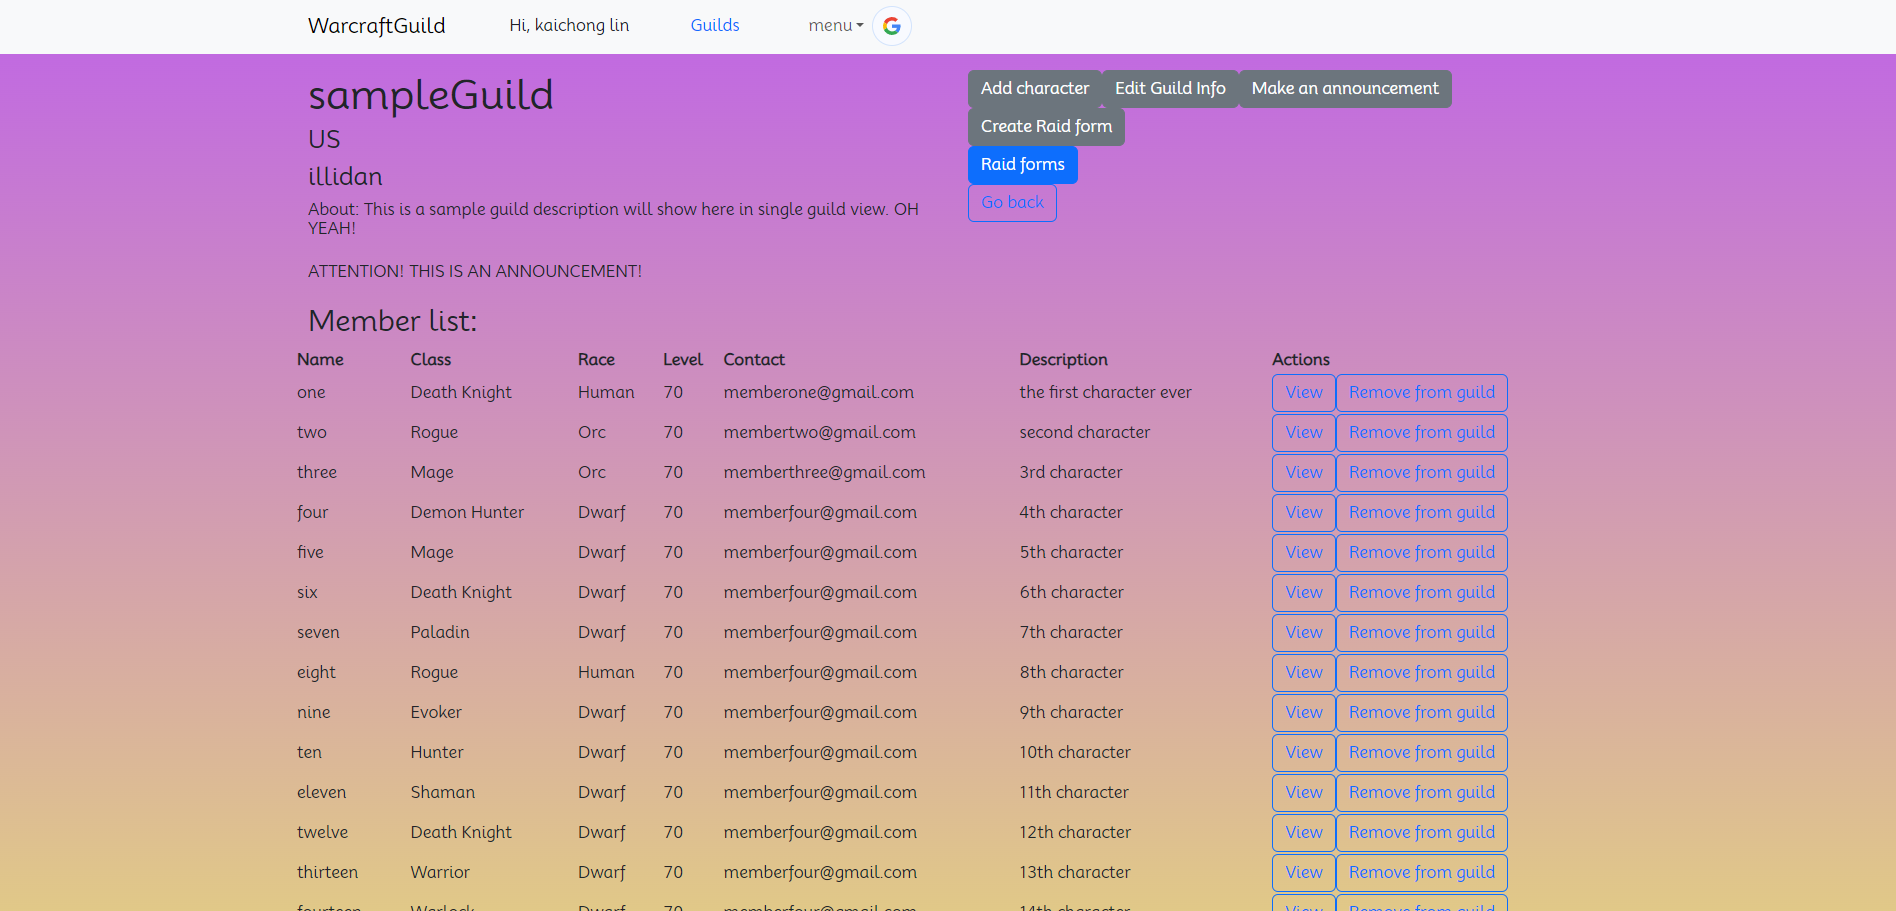 WarcraftGuild Hi, kaichong lin Guilds menu
sampleGuild
US
illidan
About: This is a sample guild description will show here in single guild view. OH
YEAH!
ATTENTION! THIS IS AN ANNOUNCEMENT!
Add character Edit Guild Info Make an announcement
Create Raid form
Raid forms
Go back
Member list:
Name Class Race Level Contact Description Actions
one Death Knight Human 70 memberone@gmail.com the first character ever View Remove from guild
two Rogue Orc 70 membertwo@gmail.com second character View Remove from guild
three Mage Orc 70 memberthree@gmail.com 3rd character View Remove from guild
four Demon Hunter Dwarf 70 memberfour@gmail.com 4th character View Remove from guild
five Mage Dwarf 70 memberfour@gmail.com 5th character View Remove from guild
six Death Knight Dwarf 70 memberfour@gmail.com 6th character View Remove from guild
seven Paladin Dwarf 70 memberfour@gmail.com 7th character View Remove from guild
eight Rogue Human 70 memberfour@gmail.com 8th character View Remove from guild
nine Evoker Dwarf 70 memberfour@gmail.com 9th character View Remove from guild
ten Hunter Dwarf 70 memberfour@gmail.com 10th character View Remove from guild
eleven Shaman Dwarf 70 memberfour@gmail.com 11th character View Remove from guild
twelve Death Knight Dwarf 70 memberfour@gmail.com 12th character View Remove from guild
thirteen Warrior Dwarf 70 memberfour@gmail.com 13th character View Remove from guild
fourteen Warlock Dwarf 70 memberfour@gmail.com 14th character View Remove from guild